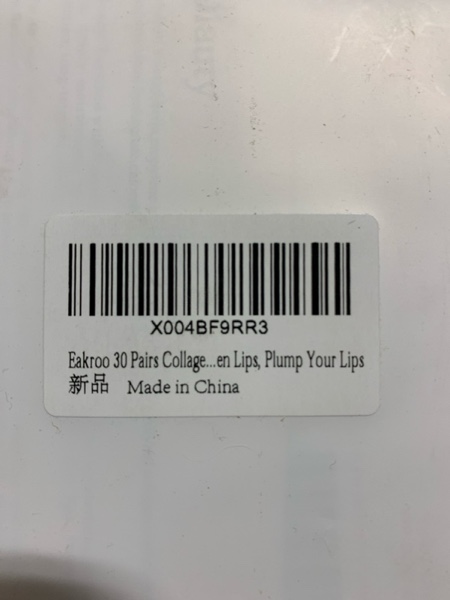 X004BF9RR3
Eakroo 30 Pairs Collage...en Lips, Plump Your Lips
新品 Made in China